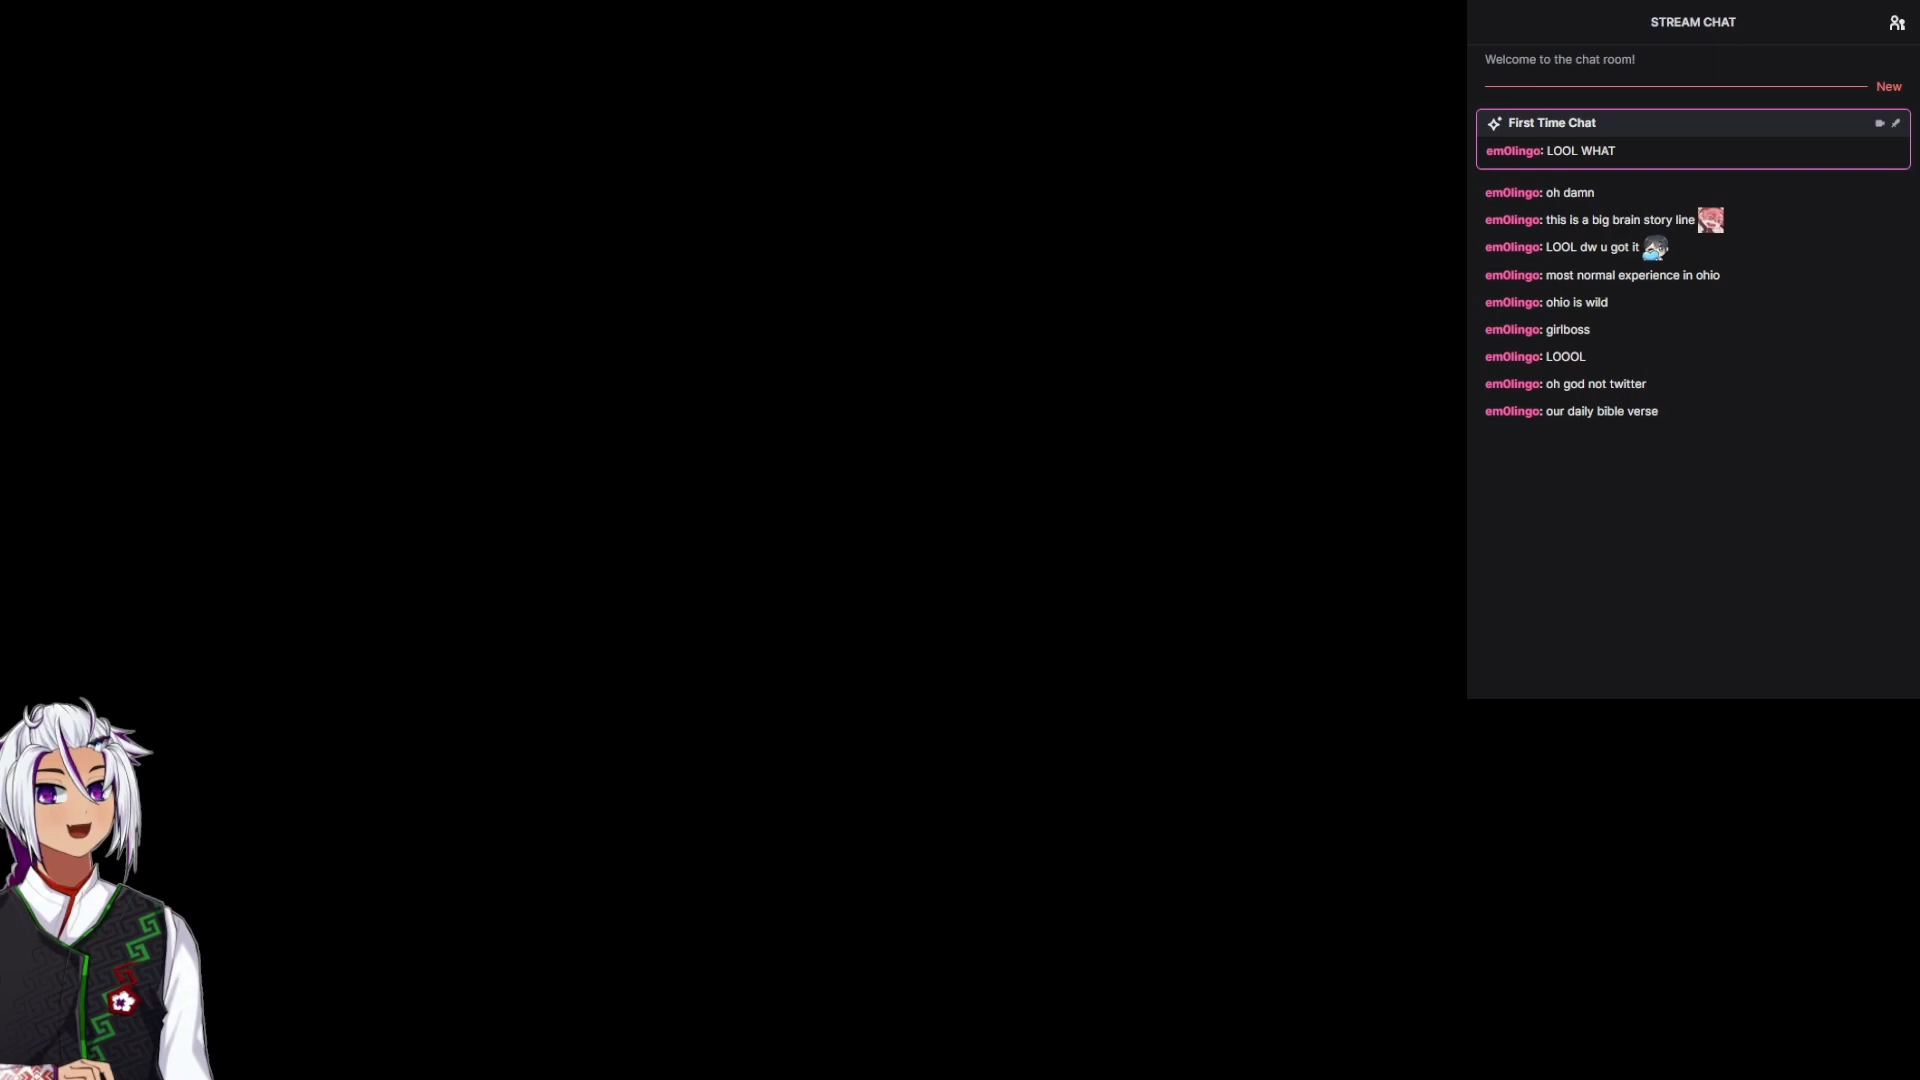 STREAM CHAT
Welcome to the chat room!
New
First Time Chat
em0lingo: LOOL WHAT
em0lingo: oh damn
em0lingo: this is a big brain story line
em0lingo: LOOL dw u got it
em0lingo: most normal experience in ohio
em0lingo: ohio is wild
em0lingo: girlboss
em0lingo: LOOOL
em0lingo: oh god not twitter
em0lingo: our daily bible verse